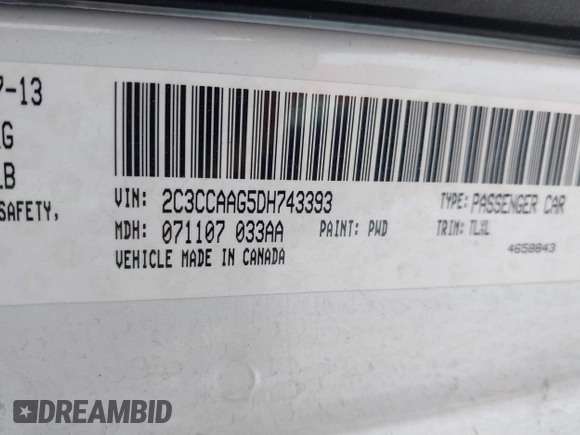 7-13
G
LB
SAFETY,
VIN: 2C3CCAAG5DH743393
TYPE: PASSENGER CAR
MDH: 071107 033AA
PAINT: PWD
TRIM: TLXL
VEHICLE MADE IN CANADA
4658843
DREAMBID